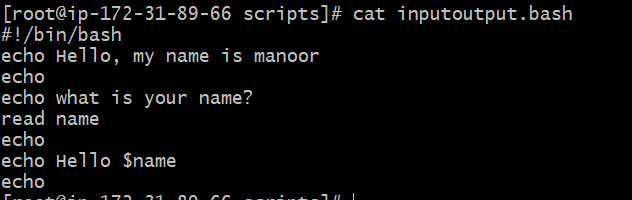 [root@ip-172-31-89-66 scripts]# cat inputoutput.bash
#!/bin/bash
echo Hello, my name is manoor
echo
echo what is your name?
read name
echo
echo Hello $name
echo
[root@ip-172-31-89-66 scripts]#